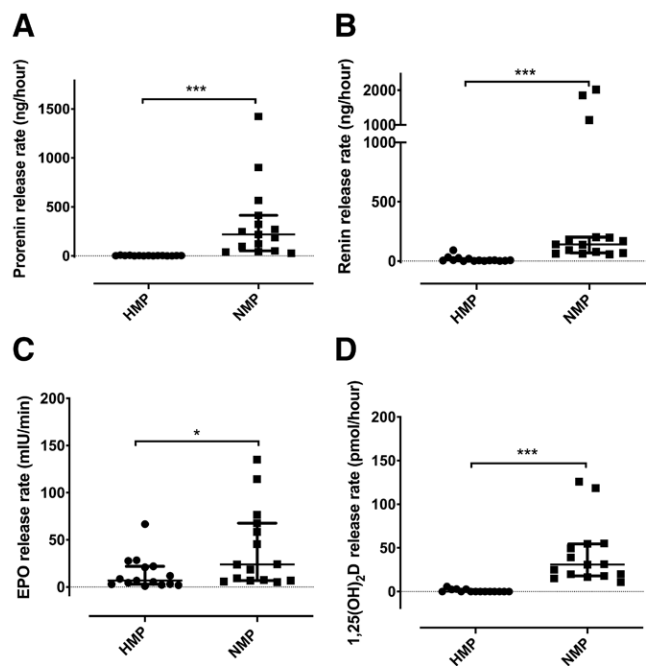 A
Prorenin release rate (ng/hour)
1500
1000
500
0
***
HMP
NMP
B
Renin release rate (ng/hour)
2000
1000
1000
500
0
***
HMP
NMP
C
EPO release rate (mIU/min)
200
150
100
50
0
*
HMP
NMP
D
1,25(OH)₂D release rate (pmol/hour)
200
150
100
50
0
***
HMP
NMP